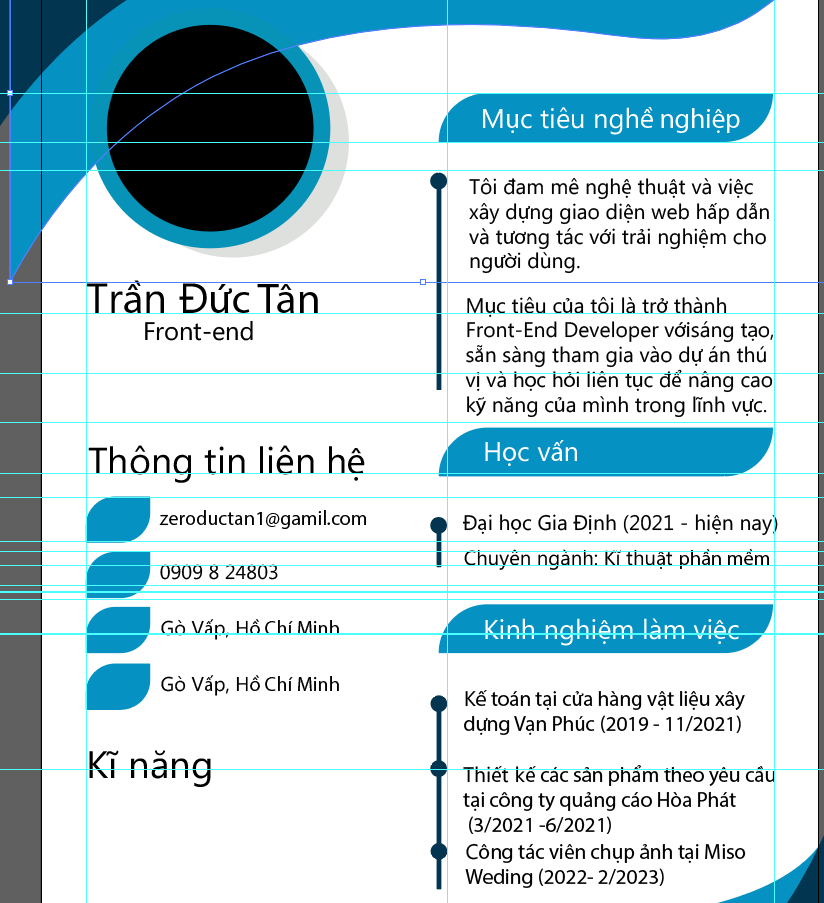 Trần Đức Tân
Front-end
Thông tin liên hệ
zeroductan1@gamil.com
0909 8 24803
Gò Vấp, Hồ Chí Minh
Gò Vấp, Hồ Chí Minh
Kĩ năng
Mục tiêu nghề nghiệp
Tôi đam mê nghệ thuật và việc
xây dựng giao diện web hấp dẫn
và tương tác với trải nghiệm cho
người dùng.
Mục tiêu của tôi là trở thành
Front-End Developer vớisáng tạo,
sẵn sàng tham gia vào dự án thú
vị và học hỏi liên tục để nâng cao
kỹ năng của mình trong lĩnh vực.
Học vấn
Đại học Gia Định (2021 - hiện nay)
Chuyên ngành: Kĩ thuật phần mềm
Kinh nghiệm làm việc
Kế toán tại cửa hàng vật liệu xây
dựng Vạn Phúc (2019 - 11/2021)
Thiết kế các sản phẩm theo yêu cầu
tại công ty quảng cáo Hòa Phát
(3/2021 -6/2021)
Công tác viên chụp ảnh tại Miso
Weding (2022- 2/2023)